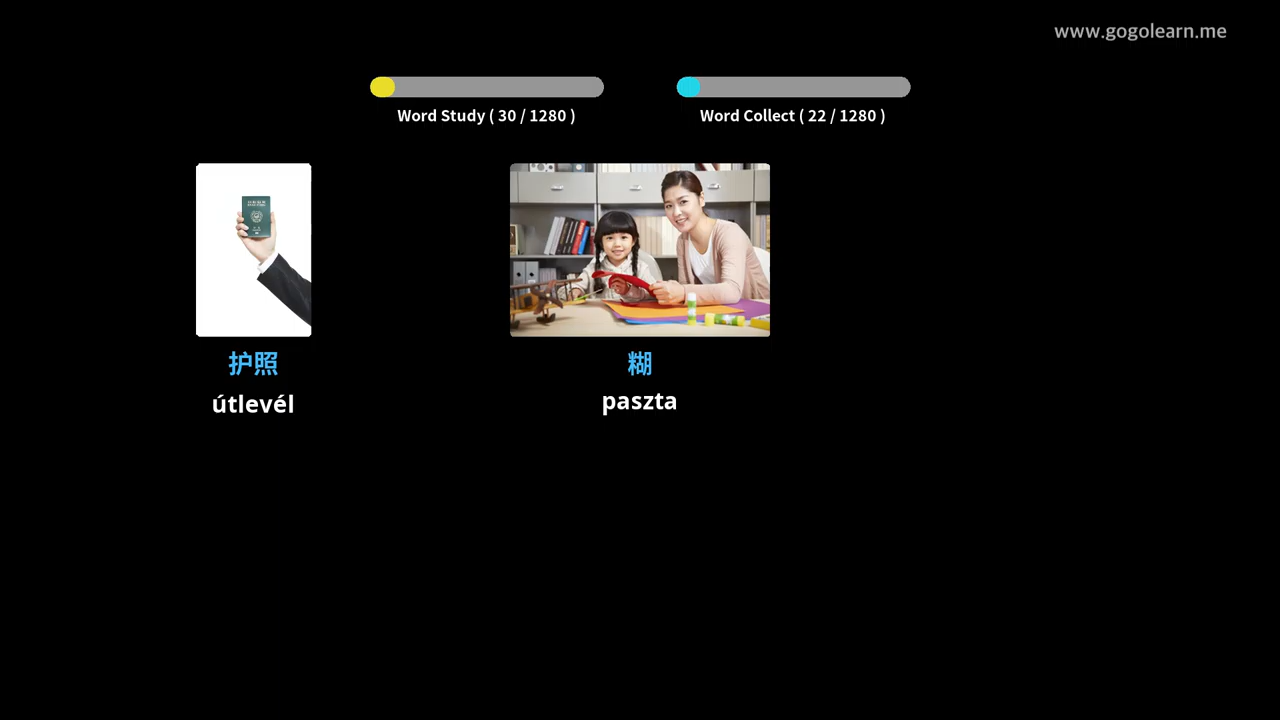 www.gogolearn.me
Word Study ( 30 / 1280 )
Word Collect ( 22 / 1280 )
护照
útlevél
糊
paszta